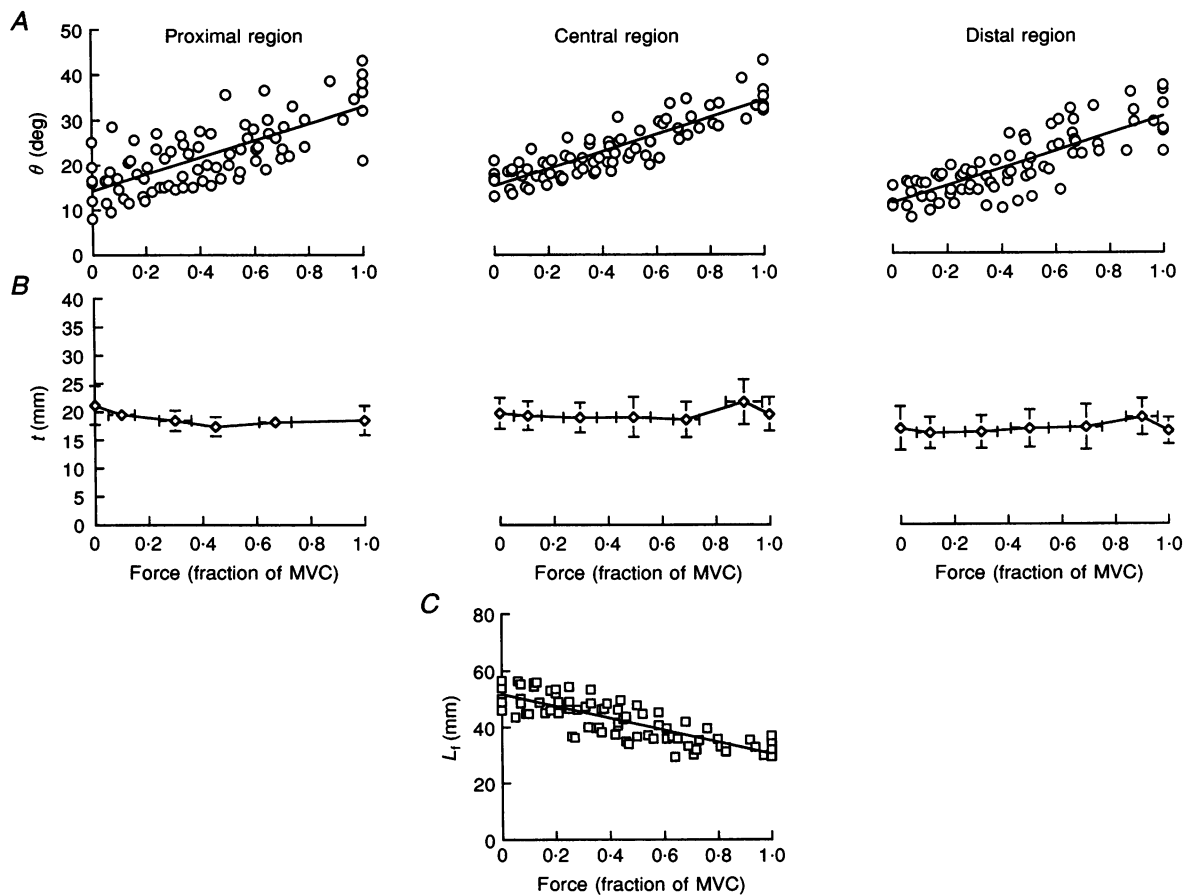 A
Proximal region
Central region
Distal region
θ (deg)
50
40
30
20
10
0
0 0·2 0·4 0·6 0·8 1·0
0 0·2 0·4 0·6 0·8 1·0
0 0·2 0·4 0·6 0·8 1·0
B
t (mm)
40
35
30
25
20
15
10
5
0
0 0·2 0·4 0·6 0·8 1·0
0 0·2 0·4 0·6 0·8 1·0
0 0·2 0·4 0·6 0·8 1·0
Force (fraction of MVC)
Force (fraction of MVC)
Force (fraction of MVC)
C
Lf (mm)
80
60
40
20
0
0 0·2 0·4 0·6 0·8 1·0
Force (fraction of MVC)